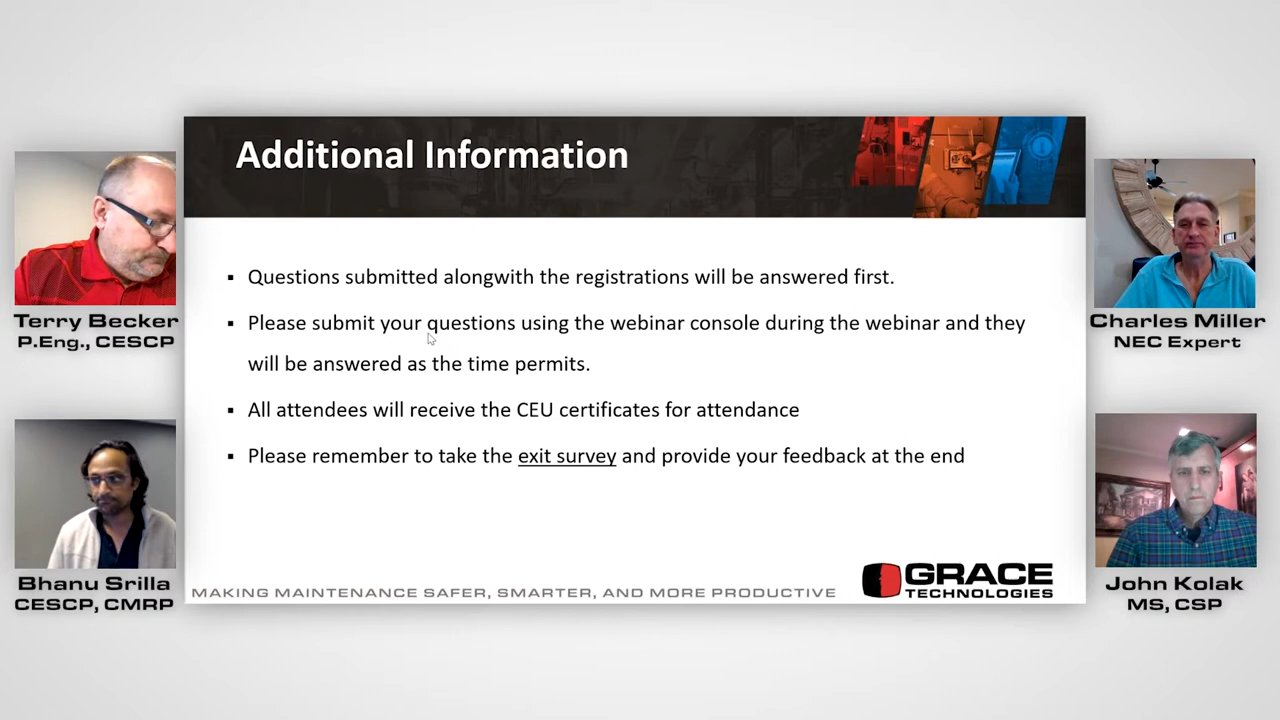 Additional Information
▪ Questions submitted alongwith the registrations will be answered first.
▪ Please submit your questions using the webinar console during the webinar and they
will be answered as the time permits.
▪ All attendees will receive the CEU certificates for attendance
▪ Please remember to take the exit survey and provide your feedback at the end
MAKING MAINTENANCE SAFER, SMARTER, AND MORE PRODUCTIVE
GRACE
TECHNOLOGIES
Terry Becker
P.Eng., CESCP
Bhanu Srilla
CESCP, CMRP
Charles Miller
NEC Expert
John Kolak
MS, CSP